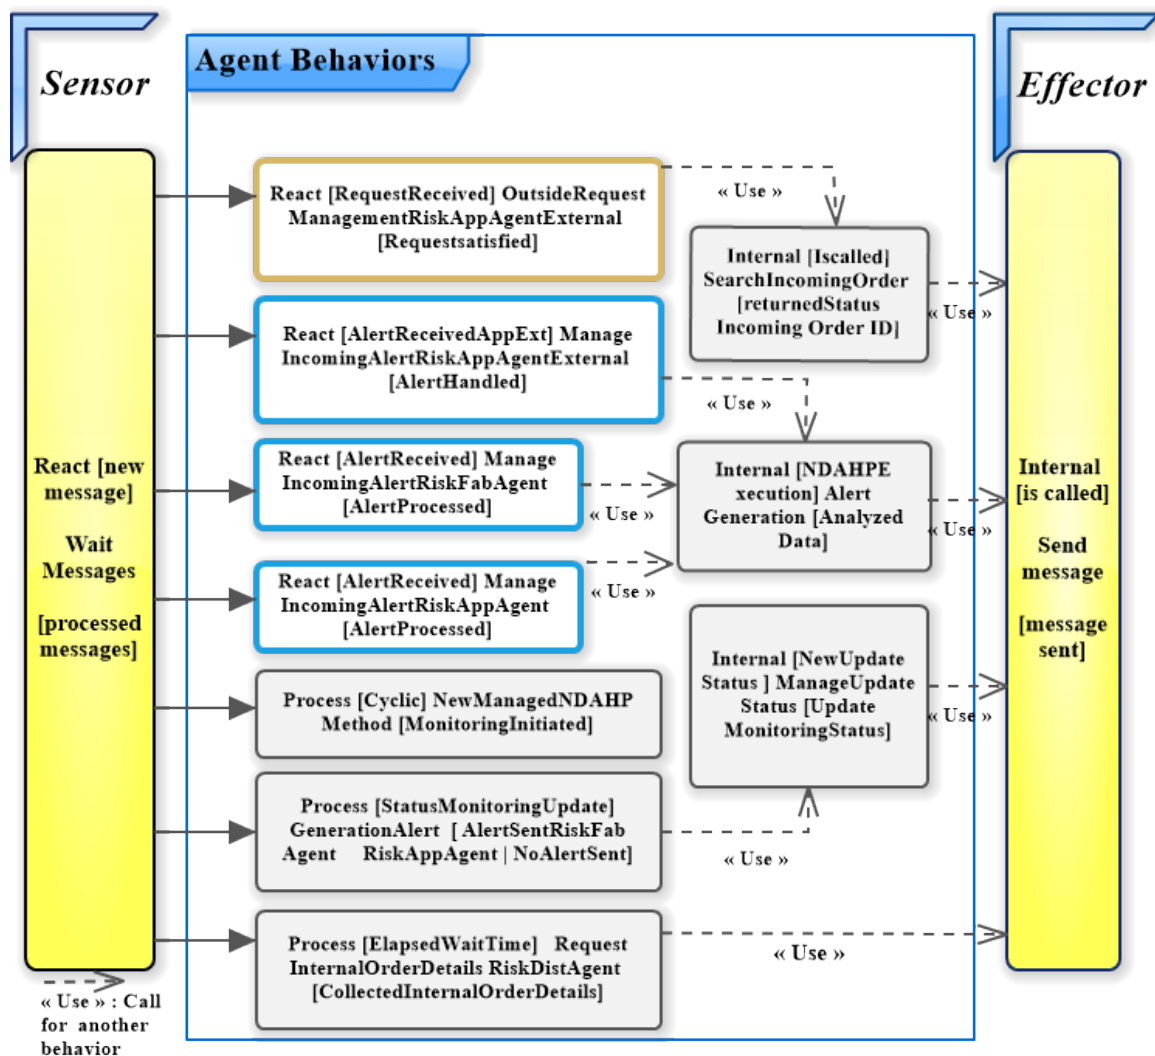 Sensor
Agent Behaviors
Effector
React [RequestReceived] OutsideRequest
ManagementRiskAppAgentExternal
[Requestsatisfied]
« Use »
Internal [Iscalled]
SearchIncomingOrder
[returnedStatus
Incoming Order ID]
« Use »
React [AlertReceivedAppExt] Manage
IncomingAlertRiskAppAgentExternal
[AlertHandled]
« Use »
React [new
message]
Wait
Messages
[processed
messages]
React [AlertReceived] Manage
IncomingAlertRiskFabAgent
[AlertProcessed]
« Use »
Internal [NDAHPE
xecution] Alert
Generation [Analyzed
Data]
« Use »
Internal
[is called]
Send
message
[message
sent]
React [AlertReceived] Manage
IncomingAlertRiskAppAgent
[AlertProcessed]
« Use »
Internal [NewUpdate
Status ] ManageUpdate
Status [Update
MonitoringStatus]
« Use »
Process [Cyclic] NewManagedNDAHP
Method [MonitoringInitiated]
Process [StatusMonitoringUpdate]
GenerationAlert [ AlertSentRiskFab
Agent RiskAppAgent | NoAlertSent]
« Use »
Process [ElapsedWaitTime] Request
InternalOrderDetails RiskDistAgent
[CollectedInternalOrderDetails]
« Use »
« Use » : Call
for another
behavior